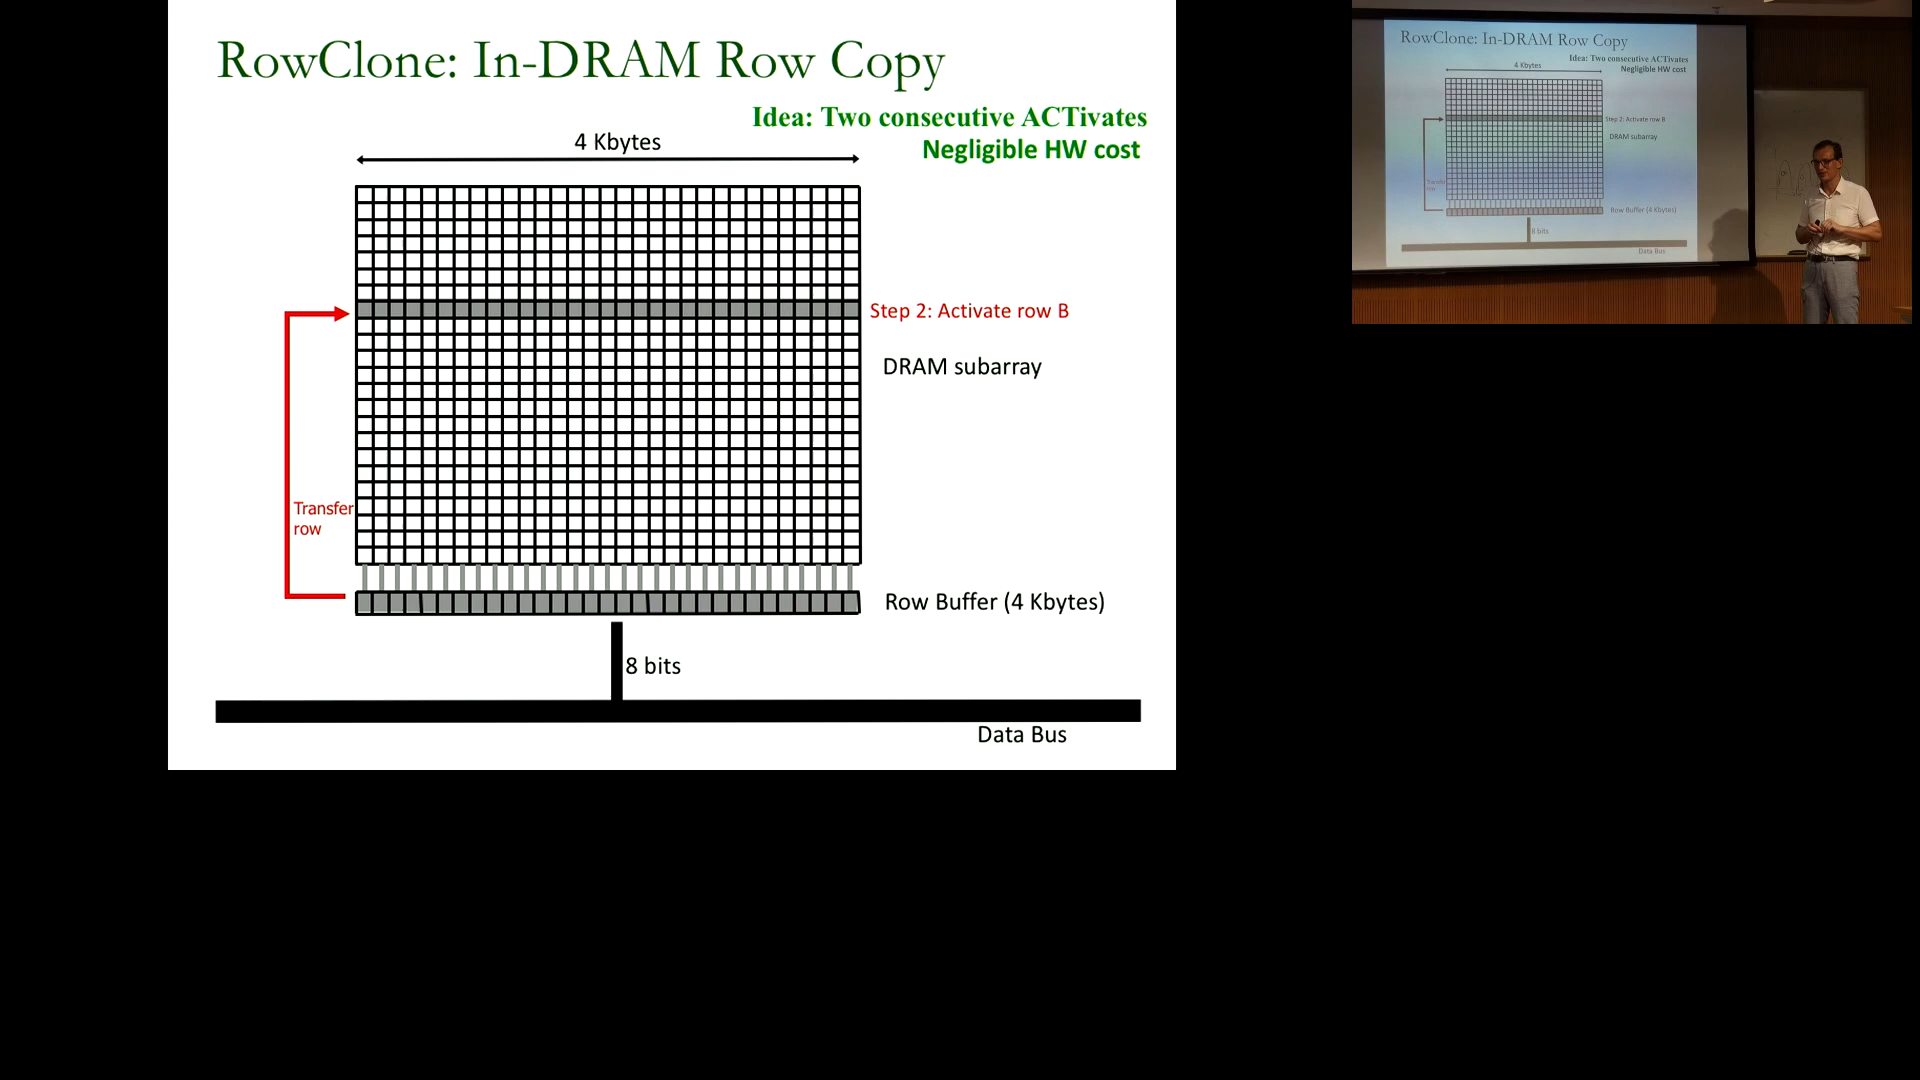 RowClone: In-DRAM Row Copy
Idea: Two consecutive ACTivates
Negligible HW cost
4 Kbytes
Step 2: Activate row B
DRAM subarray
Transfer
row
Row Buffer (4 Kbytes)
8 bits
Data Bus
RowClone: In-DRAM Row Copy
Idea: Two consecutive ACTivates
Negligible HW cost
4 Kbytes
Step 2: Activate row B
DRAM subarray
Transfer
row
Row Buffer (4 Kbytes)
8 bits
Data Bus